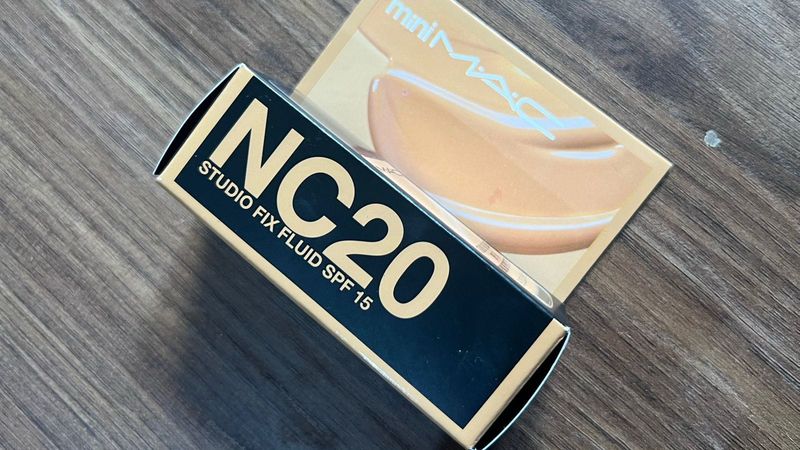 mini M·A·C
NC20
STUDIO FIX FLUID SPF 15